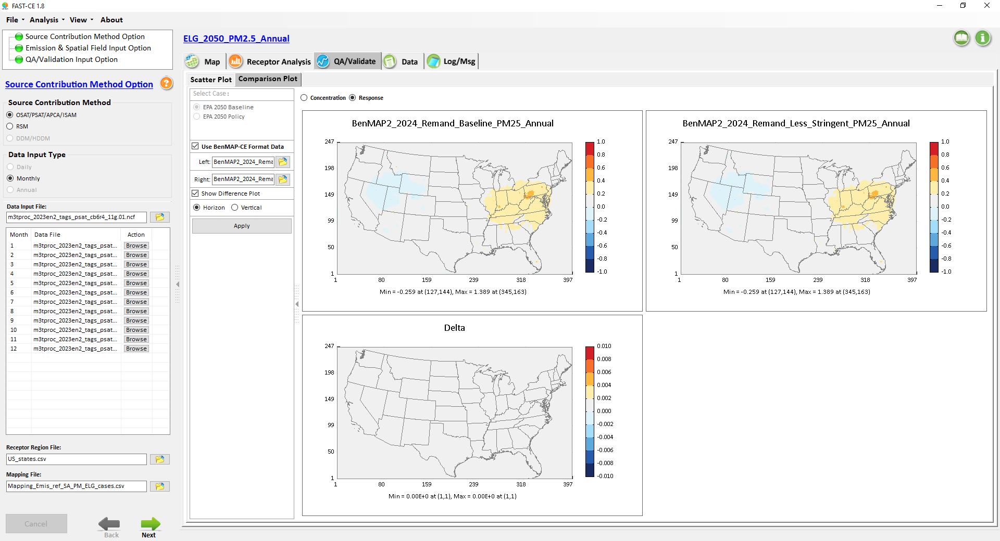 FAST-CE 1.8
File Analysis View About
Source Contribution Method Option
Emission & Spatial Field Input Option
QA/Validation Input Option
Source Contribution Method Option
Source Contribution Method
OSAT/PSAT/APCA/ISAM
RSM
DDM/HDDM
Data Input Type
Daily
Monthly
Annual
Data Input File:
m3tproc_2023en2_tags_psat_cb6r4_11g.01.ncf
Month Data File Action
1 m3tproc_2023en2_tags_psat... Browse
2 m3tproc_2023en2_tags_psat... Browse
3 m3tproc_2023en2_tags_psat... Browse
4 m3tproc_2023en2_tags_psat... Browse
5 m3tproc_2023en2_tags_psat... Browse
6 m3tproc_2023en2_tags_psat... Browse
7 m3tproc_2023en2_tags_psat... Browse
8 m3tproc_2023en2_tags_psat... Browse
9 m3tproc_2023en2_tags_psat... Browse
10 m3tproc_2023en2_tags_psat... Browse
11 m3tproc_2023en2_tags_psat... Browse
12 m3tproc_2023en2_tags_psat... Browse
Receptor Region File:
US_states.csv
Mapping File:
Mapping_Emis_ref_SA_PM_ELG_cases.csv
Cancel
Back
Next
ELG_2050_PM2.5_Annual
Map Receptor Analysis QA/Validate Data Log/Msg
Scatter Plot Comparison Plot
Select Case:
EPA 2050 Baseline
EPA 2050 Policy
Use BenMAP-CE Format Data
Left: BenMAP2_2024_Rema
Right: BenMAP2_2024_Rema
Show Difference Plot
Horizon Vertical
Apply
Concentration Response
BenMAP2_2024_Remand_Baseline_PM25_Annual
247
198
149
99
50
1
1 80 159 239 318 397
1.0
0.8
0.6
0.4
0.2
0.0
-0.2
-0.4
-0.6
-0.8
-1.0
Min = -0.259 at (127,144), Max = 1.389 at (345,163)
BenMAP2_2024_Remand_Less_Stringent_PM25_Annual
247
198
149
99
50
1
1 80 159 239 318 397
1.0
0.8
0.6
0.4
0.2
0.0
-0.2
-0.4
-0.6
-0.8
-1.0
Min = -0.259 at (127,144), Max = 1.389 at (345,163)
Delta
247
198
149
99
50
1
1 80 159 239 318 397
0.010
0.008
0.006
0.004
0.002
0.000
-0.002
-0.004
-0.006
-0.008
-0.010
Min = 0.00E+0 at (1,1), Max = 0.00E+0 at (1,1)